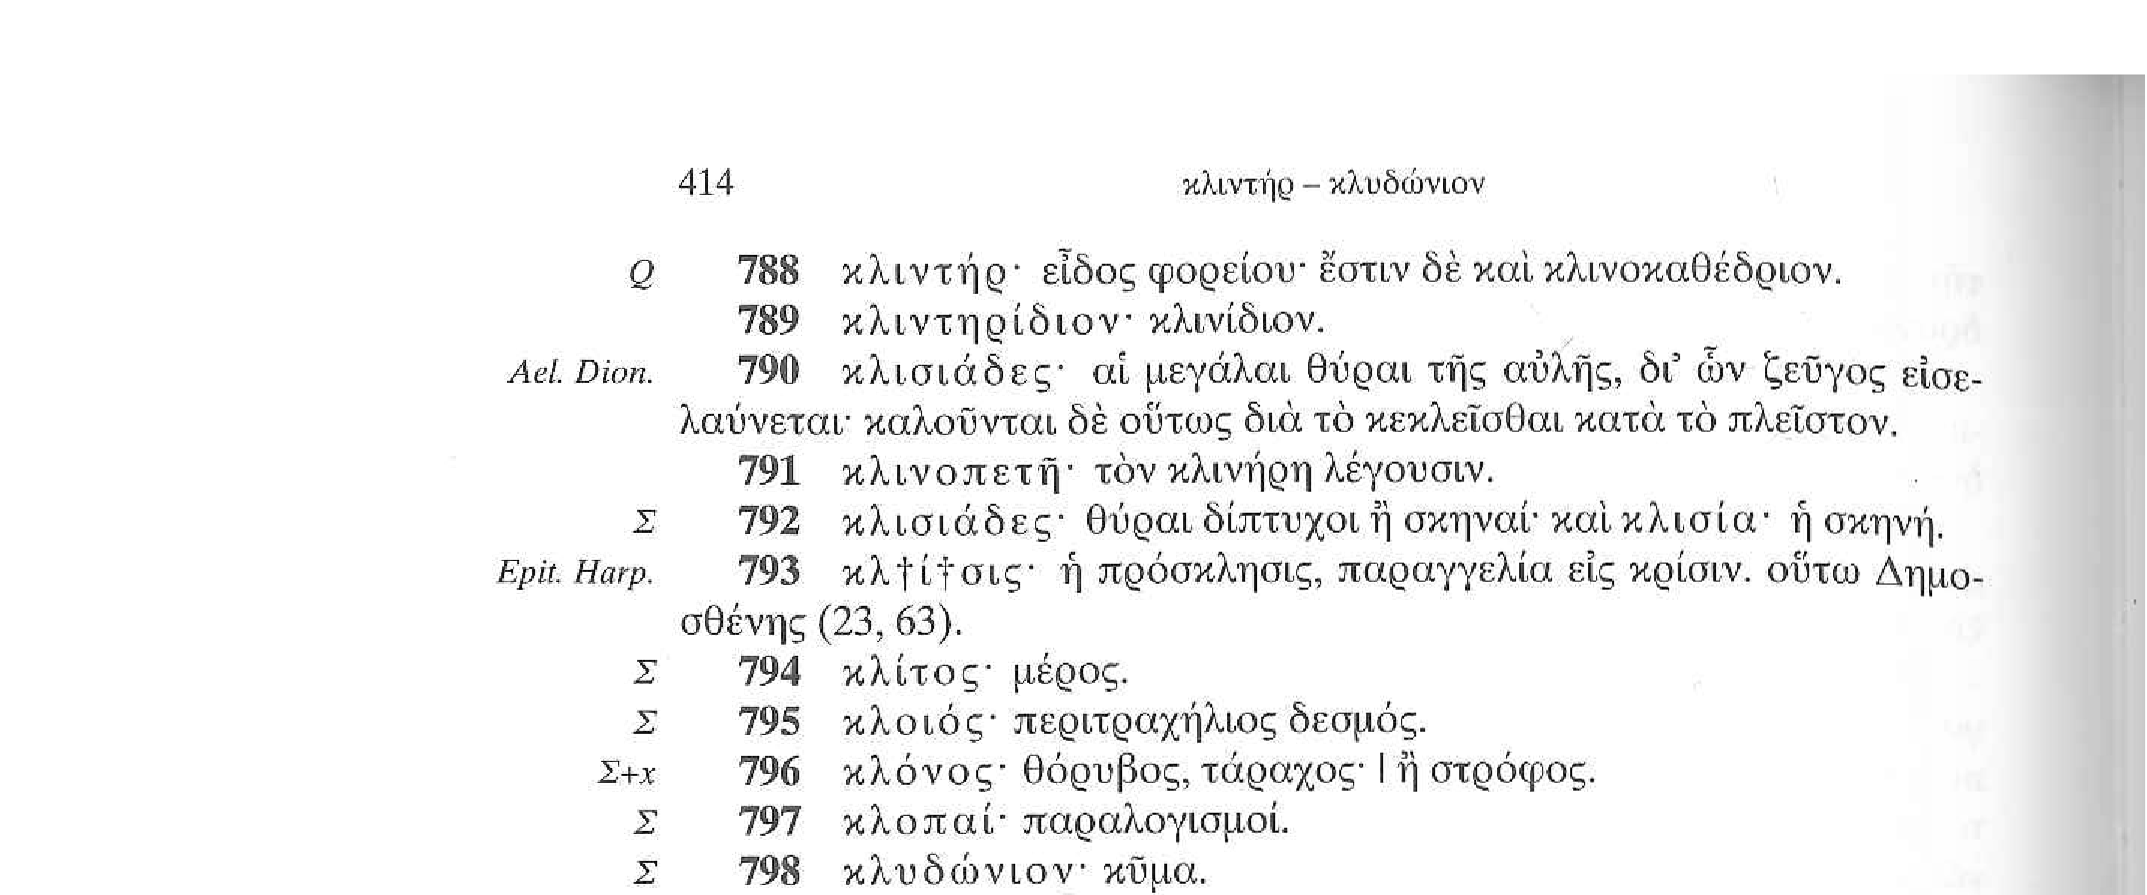 414 κλιντήρ – κλυδώνιον
Q 788 κλιντήρ· εἶδος φορείου· ἔστιν δὲ καὶ κλινοκαθέδριον.
789 κλιντηρίδιον· κλινίδιον.
Ael. Dion. 790 κλισιάδες· αἱ μεγάλαι θύραι τῆς αὐλῆς, δι’ ὧν ζεῦγος εἰσε-
λαύνεται· καλοῦνται δὲ οὕτως διὰ τὸ κεκλεῖσθαι κατὰ τὸ πλεῖστον.
791 κλινοπετῆ· τὸν κλινήρη λέγουσιν.
Σ 792 κλισιάδες· θύραι δίπτυχοι ἢ σκηναί· καὶ κλισία· ἡ σκηνή.
Epit. Harp. 793 κλ†ί†σις· ἡ πρόσκλησις, παραγγελία εἰς κρίσιν. οὕτω Δημο-
σθένης (23, 63).
Σ 794 κλίτος· μέρος.
Σ 795 κλοιός· περιτραχήλιος δεσμός.
Σ+x 796 κλόνος· θόρυβος, τάραχος· | ἢ στρόφος.
Σ 797 κλοπαί· παραλογισμοί.
Σ 798 κλυδώνιον· κῦμα.